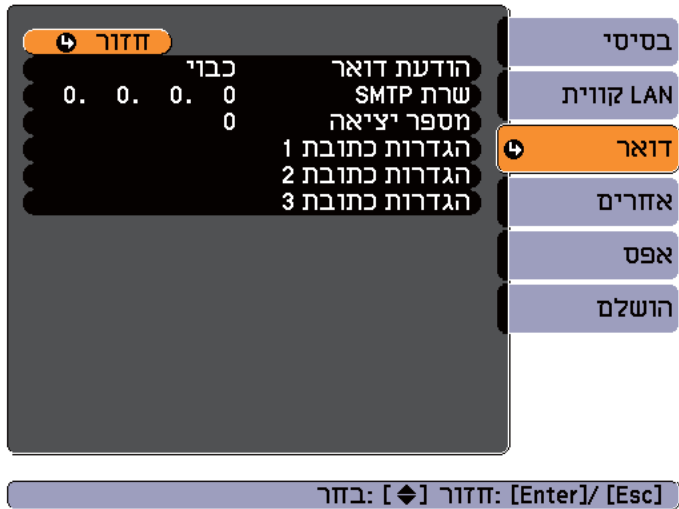 חזור
הודעת דואר כבוי
שרת SMTP 0. 0. 0. 0
מספר יציאה 0
הגדרות כתובת 1
הגדרות כתובת 2
הגדרות כתובת 3
בסיסי
LAN קווית
דואר
אחרים
אפס
הושלם
[Esc] /[Enter] :חזור [◆] :בחר